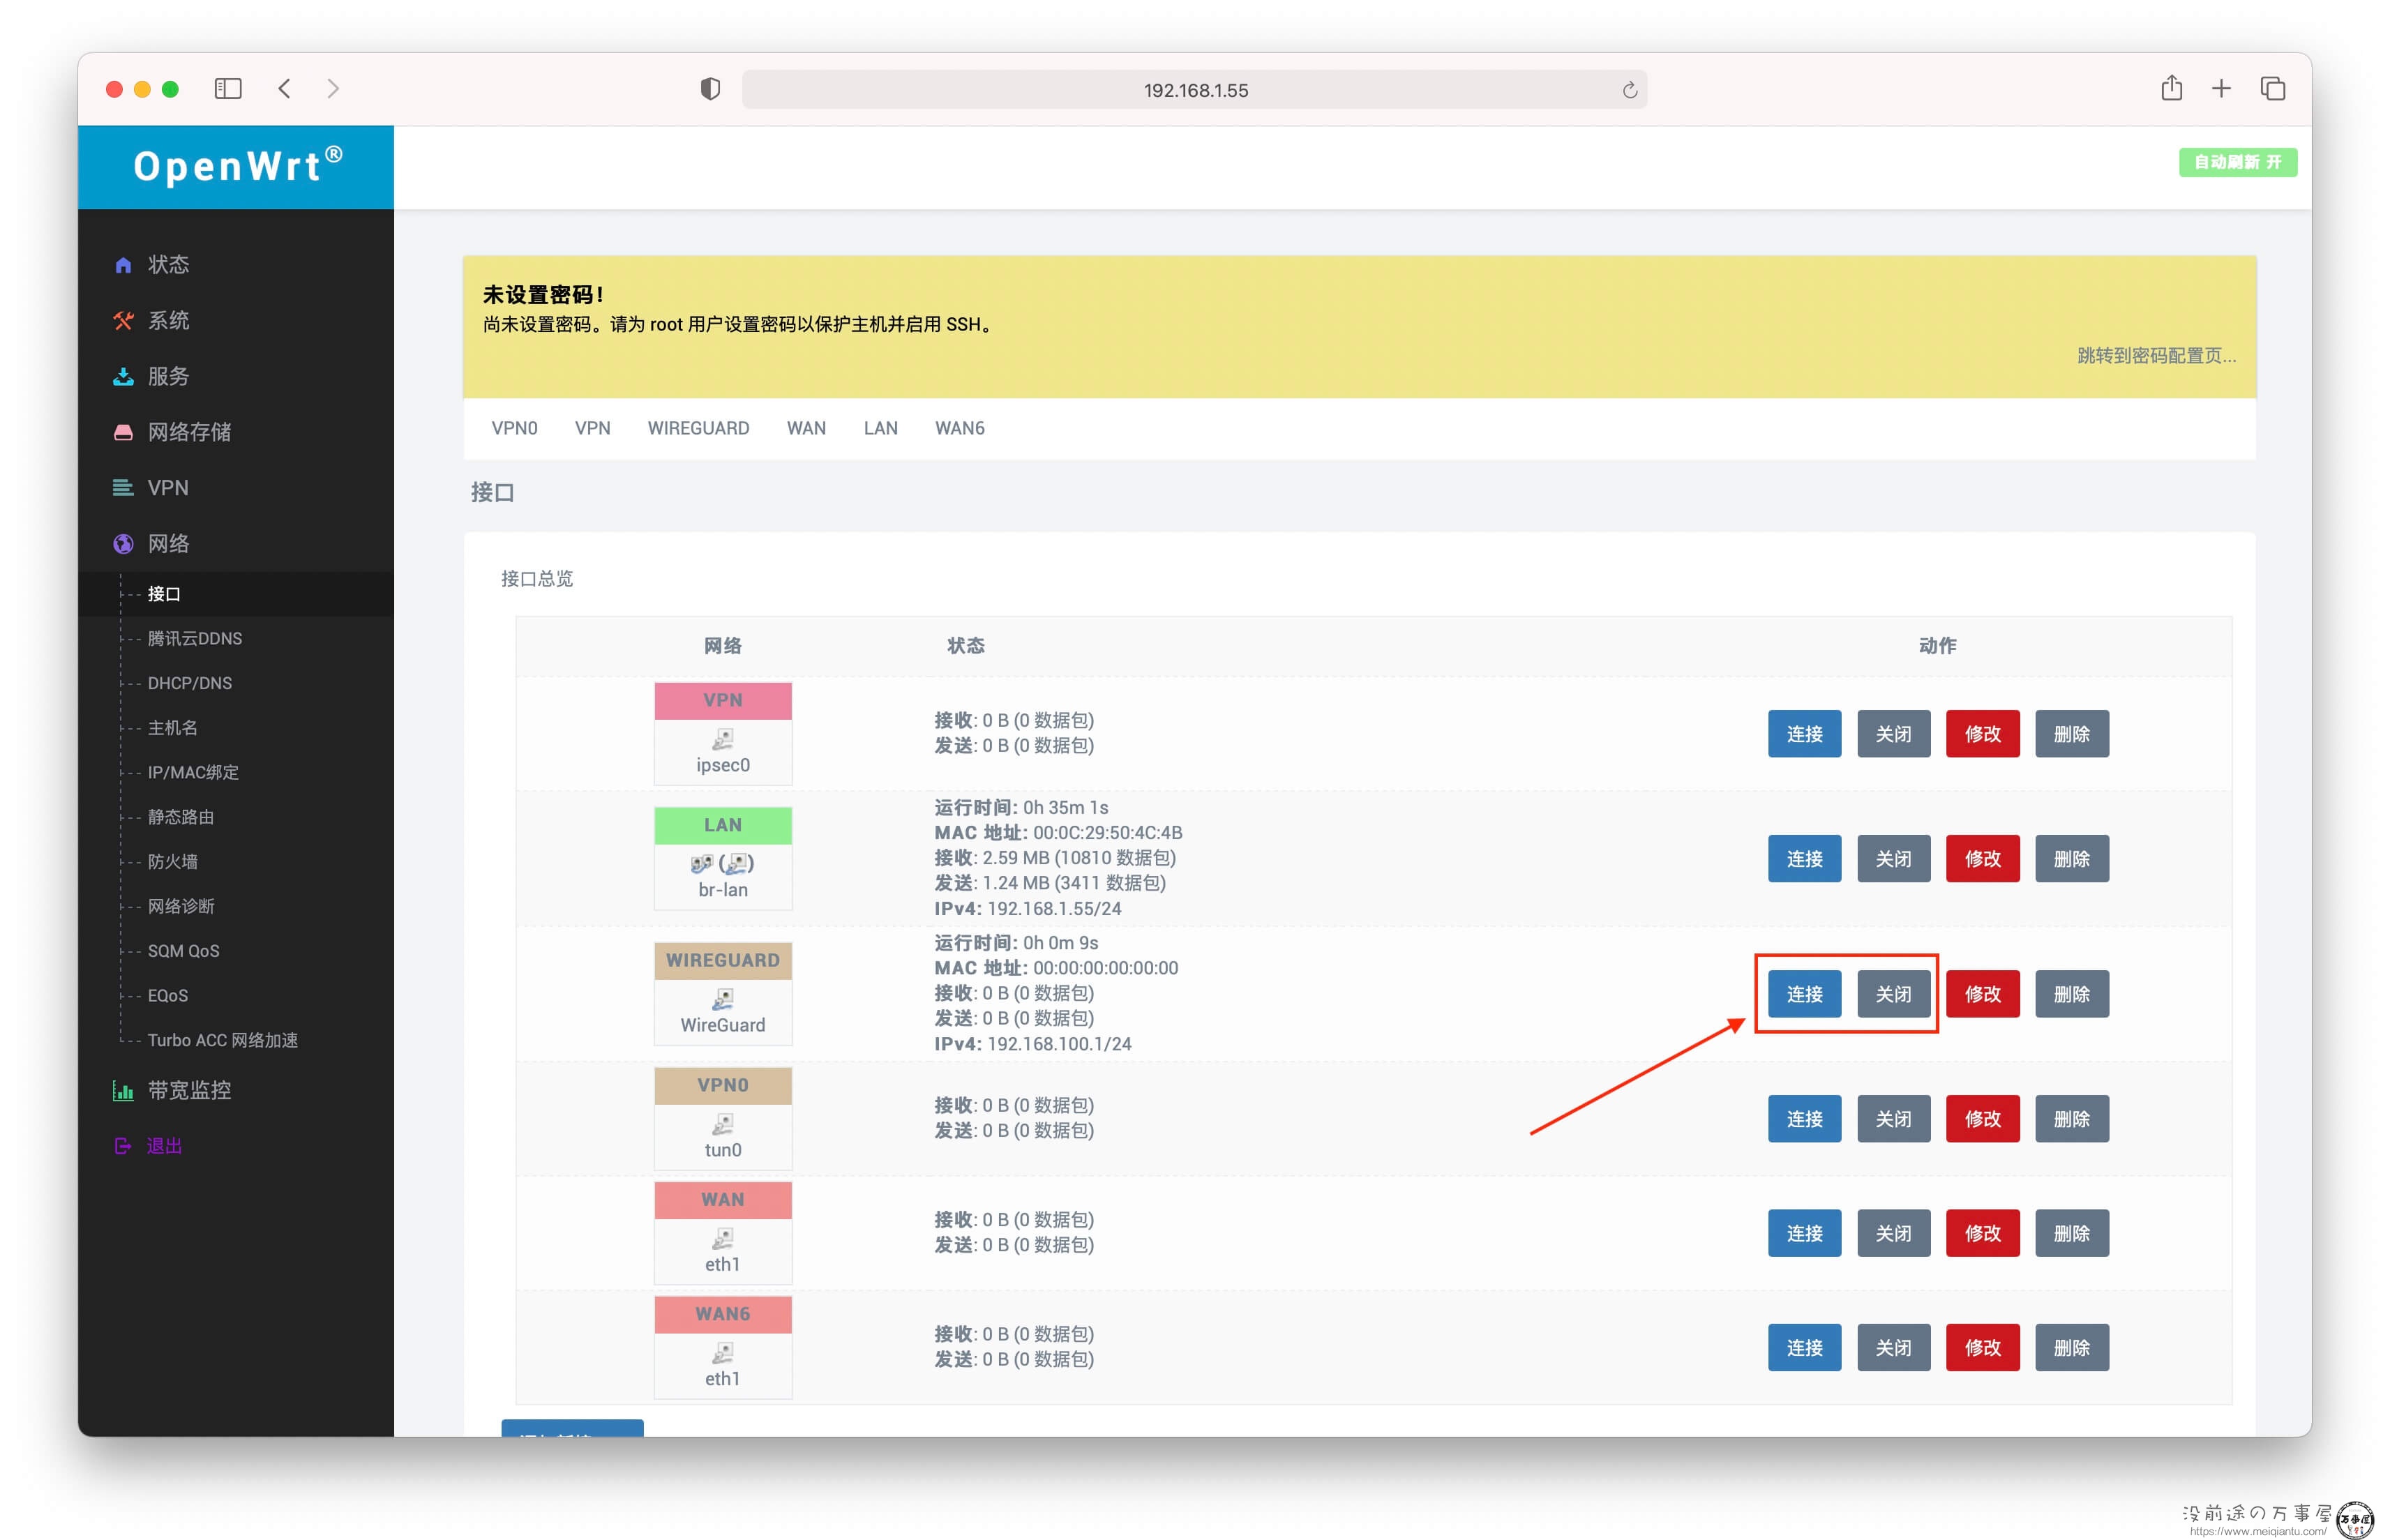 192.168.1.55
OpenWrt®
自动刷新 开
状态
系统
服务
网络存储
VPN
网络
接口
腾讯云DDNS
DHCP/DNS
主机名
IP/MAC绑定
静态路由
防火墙
网络诊断
SQM QoS
EQoS
Turbo ACC 网络加速
带宽监控
退出
未设置密码!
尚未设置密码。请为 root 用户设置密码以保护主机并启用 SSH。
跳转到密码配置页...
VPN0 VPN WIREGUARD WAN LAN WAN6
接口
接口总览
网络 状态 动作
VPN
ipsec0
接收: 0 B (0 数据包)
发送: 0 B (0 数据包)
连接 关闭 修改 删除
LAN
( )
br-lan
运行时间: 0h 35m 1s
MAC 地址: 00:0C:29:50:4C:4B
接收: 2.59 MB (10810 数据包)
发送: 1.24 MB (3411 数据包)
IPv4: 192.168.1.55/24
连接 关闭 修改 删除
WIREGUARD
WireGuard
运行时间: 0h 0m 9s
MAC 地址: 00:00:00:00:00:00
接收: 0 B (0 数据包)
发送: 0 B (0 数据包)
IPv4: 192.168.100.1/24
连接 关闭 修改 删除
VPN0
tun0
接收: 0 B (0 数据包)
发送: 0 B (0 数据包)
连接 关闭 修改 删除
WAN
eth1
接收: 0 B (0 数据包)
发送: 0 B (0 数据包)
连接 关闭 修改 删除
WAN6
eth1
接收: 0 B (0 数据包)
发送: 0 B (0 数据包)
连接 关闭 修改 删除
没前途の万事屋
https://www.meiqiantu.com/
万事屋